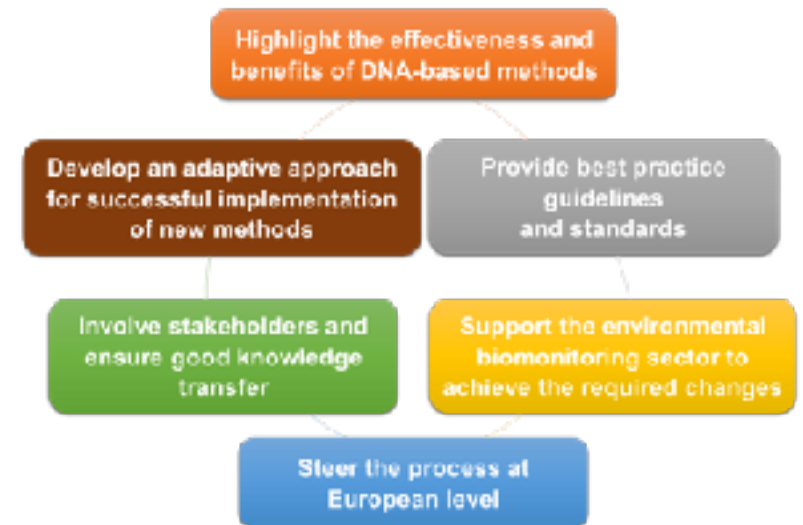 Highlight the effectiveness and
benefits of DNA-based methods
Develop an adaptive approach
for successful implementation
of new methods
Provide best practice
guidelines
and standards
Involve stakeholders and
ensure good knowledge
transfer
Support the environmental
biomonitoring sector to
achieve the required changes
Steer the process at
European level